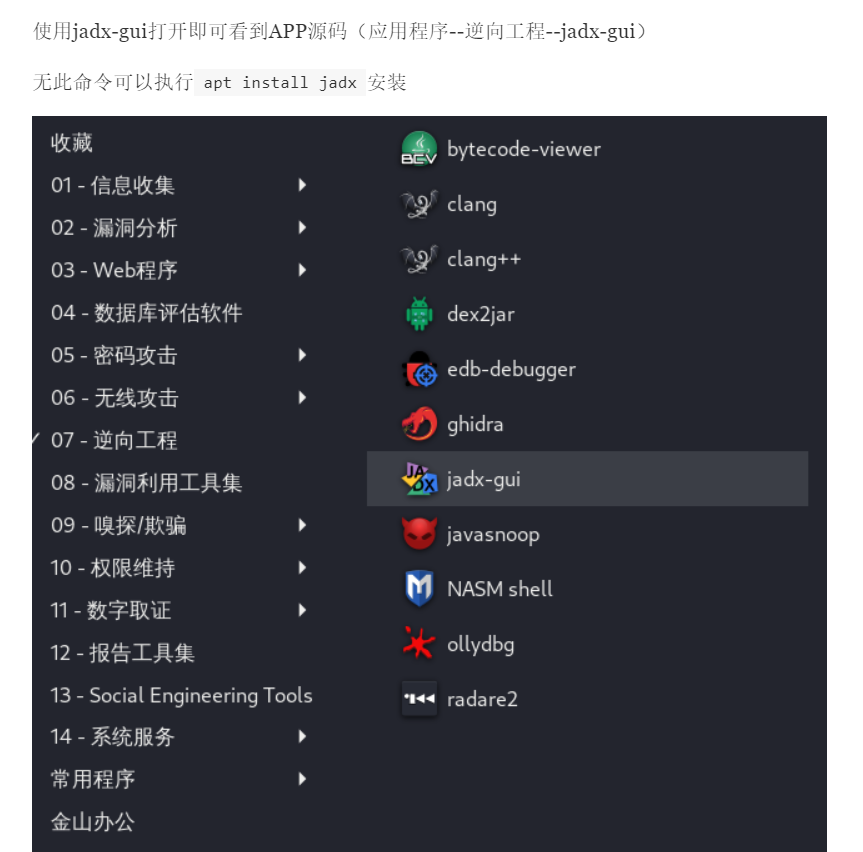 使用jadx-gui打开即可看到APP源码（应用程序--逆向工程--jadx-gui）
无此命令可以执行 apt install jadx 安装
收藏
01 - 信息收集
02 - 漏洞分析
03 - Web程序
04 - 数据库评估软件
05 - 密码攻击
06 - 无线攻击
07 - 逆向工程
08 - 漏洞利用工具集
09 - 嗅探/欺骗
10 - 权限维持
11 - 数字取证
12 - 报告工具集
13 - Social Engineering Tools
14 - 系统服务
常用程序
金山办公
BCV
bytecode-viewer
clang
clang++
dex2jar
edb-debugger
ghidra
JADX
jadx-gui
javasnoop
NASM shell
ollydbg
radare2